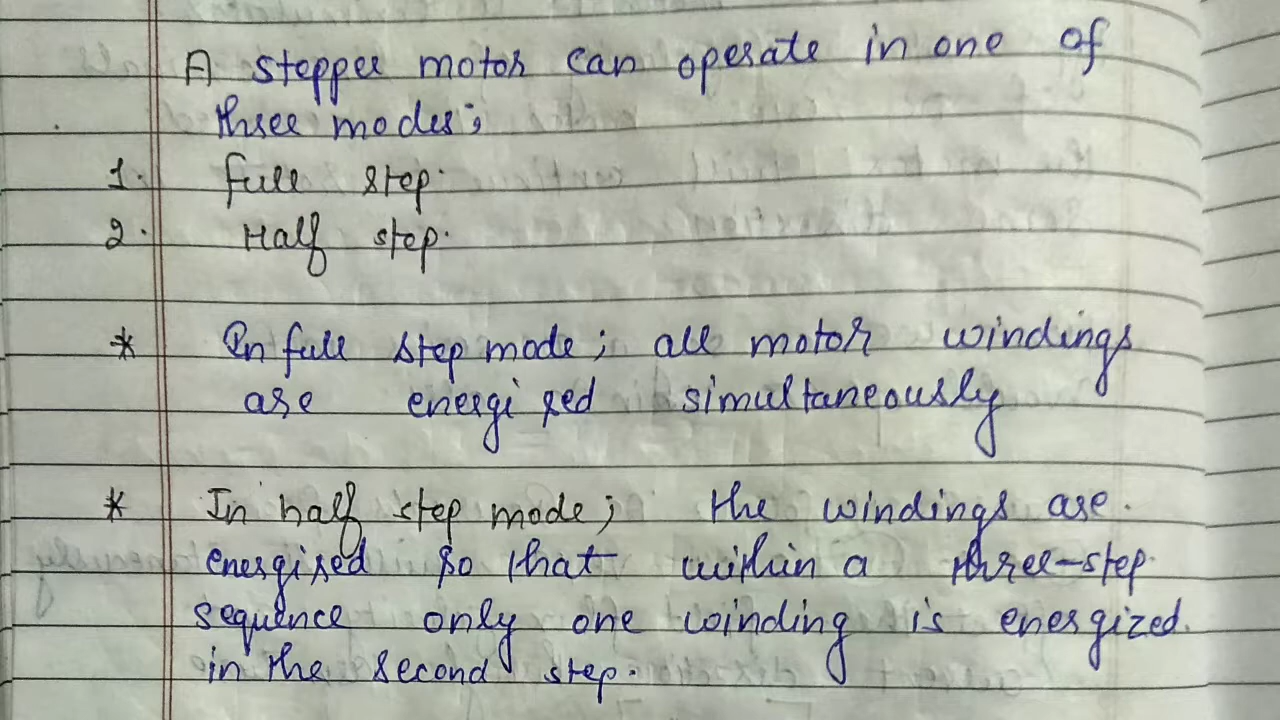 A stepper motor can operate in one of
three modes;
1. full step.
2. Half step.
* In full step mode; all motor windings
are energized simultaneously
* In half step mode; the windings are.
energized so that within a three-step.
sequence only one winding is energized.
in the second step.